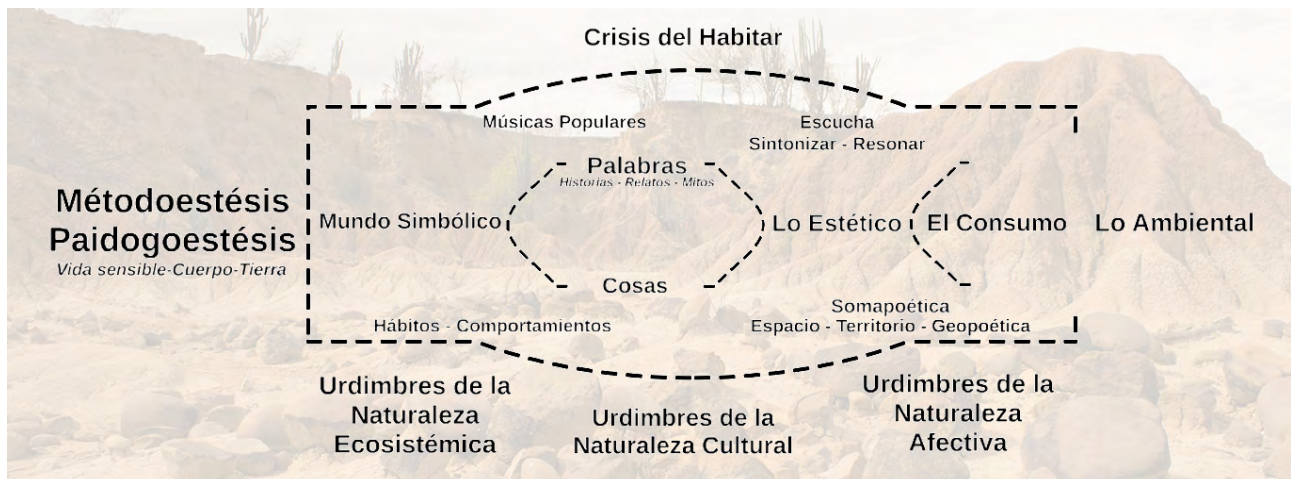 Crisis del Habitar
Músicas Populares
Escucha
Sintonizar - Resonar
Palabras
Historias - Relatos - Mitos
Métodoestésis
Paidogoestésis
Vida sensible-Cuerpo-Tierra
Mundo Simbólico
Lo Estético
El Consumo
Lo Ambiental
Cosas
Hábitos - Comportamientos
Somapoética
Espacio - Territorio - Geopoética
Urdimbres de la
Naturaleza
Ecosistémica
Urdimbres de la
Naturaleza Cultural
Urdimbres de la
Naturaleza
Afectiva